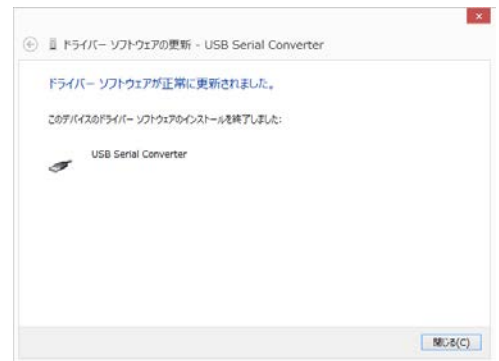 ドライバー ソフトウェアの更新 - USB Serial Converter
ドライバー ソフトウェアが正常に更新されました。
このデバイスのドライバー ソフトウェアのインストールを終了しました:
USB Serial Converter
閉じる(C)